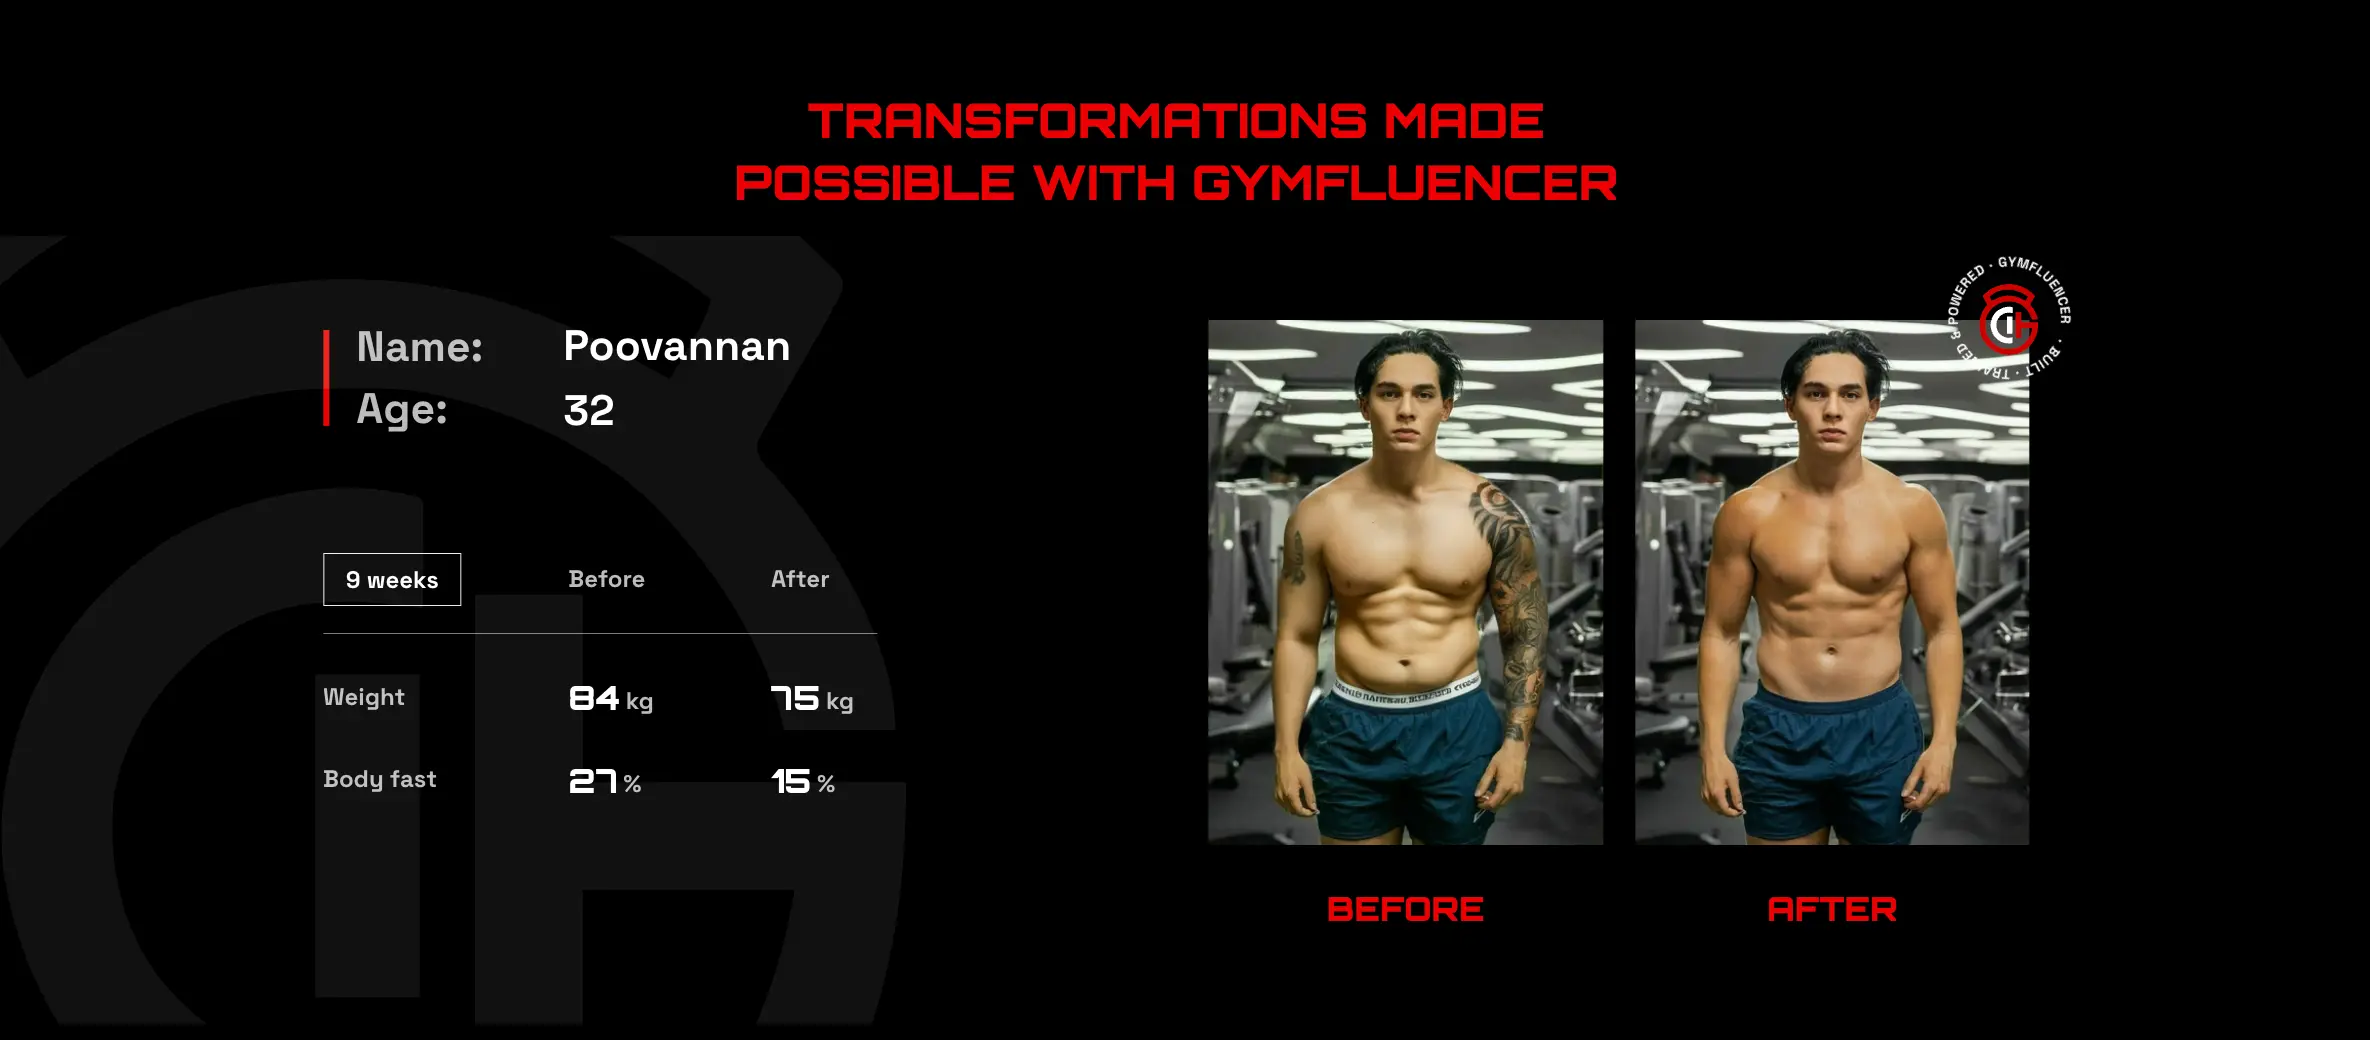 TRANSFORMATIONS MADE
POSSIBLE WITH GYMFLUENCER
Name: Poovannan
Age: 32
9 weeks Before After
Weight 84 kg 75 kg
Body fast 27 % 15 %
POWERED · GYMFLUENCER · BUILT ·
BEFORE
AFTER